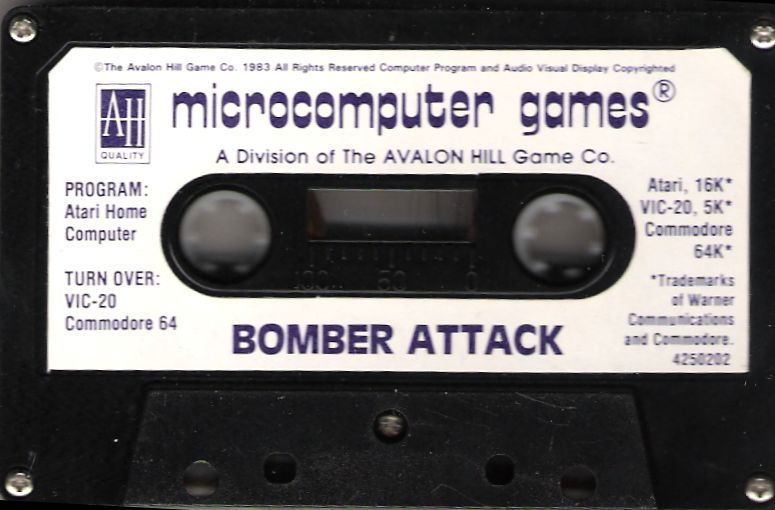 ©The Avalon Hill Game Co. 1983 All Rights Reserved Computer Program and Audio Visual Display Copyrighted
AH
QUALITY
microcomputer games®
A Division of The AVALON HILL Game Co.
PROGRAM:
Atari Home
Computer
TURN OVER:
VIC-20
Commodore 64
Atari, 16K*
VIC-20, 5K*
Commodore
64K*
*Trademarks
of Warner
Communications
and Commodore.
4250202
100 50 0
BOMBER ATTACK